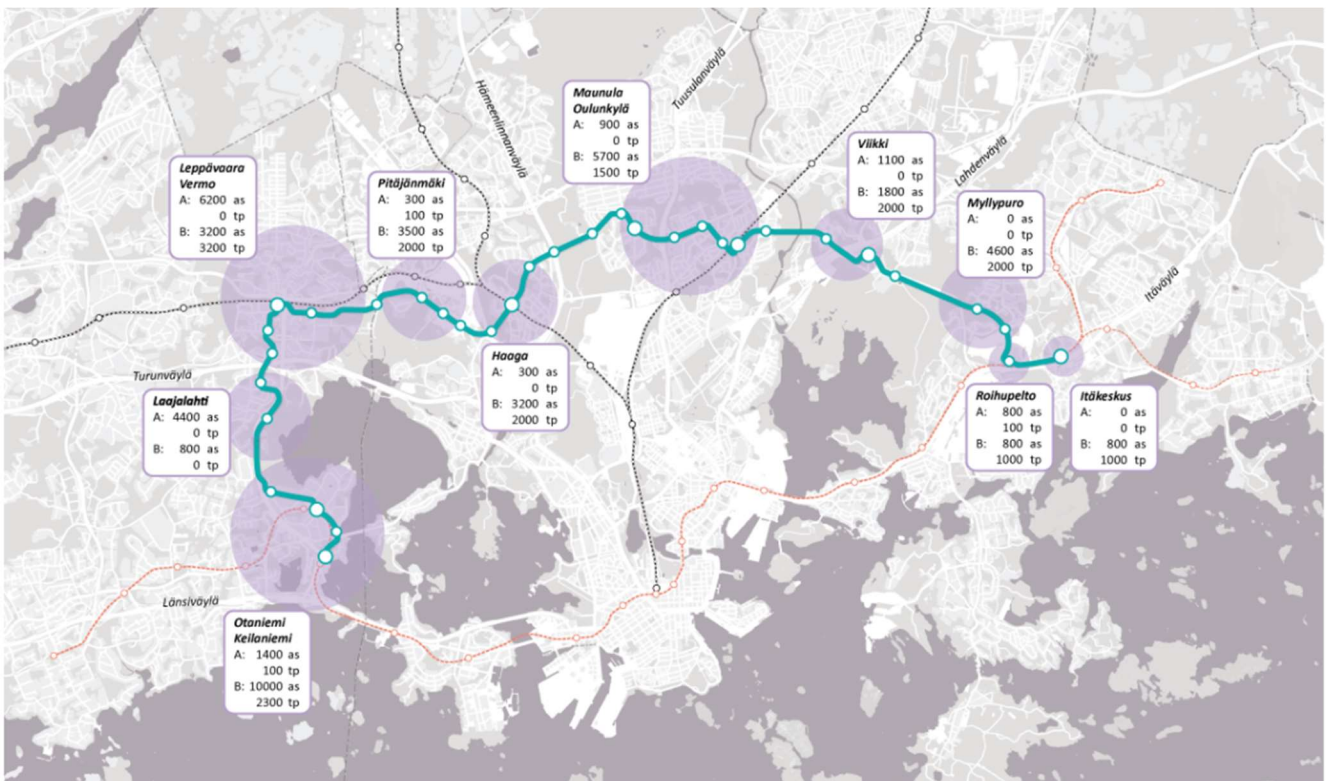 Tuusulanväylä
Hämeenlinnanväylä
Maunula
Oulunkylä
A: 900 as
0 tp
B: 5700 as
1500 tp
Viikki
A: 1100 as
0 tp
B: 1800 as
2000 tp
Lahdenväylä
Leppävaara
Vermo
A: 6200 as
0 tp
B: 3200 as
3200 tp
Pitäjänmäki
A: 300 as
100 tp
B: 3500 as
2000 tp
Myllypuro
A: 0 as
0 tp
B: 4600 as
2000 tp
Itäväylä
Haaga
A: 300 as
0 tp
B: 3200 as
2000 tp
Turunväylä
Laajalahti
A: 4400 as
0 tp
B: 800 as
0 tp
Roihupelto
A: 800 as
100 tp
B: 800 as
1000 tp
Itäkeskus
A: 0 as
0 tp
B: 800 as
1000 tp
Länsiväylä
Otaniemi
Keilaniemi
A: 1400 as
100 tp
B: 10000 as
2300 tp